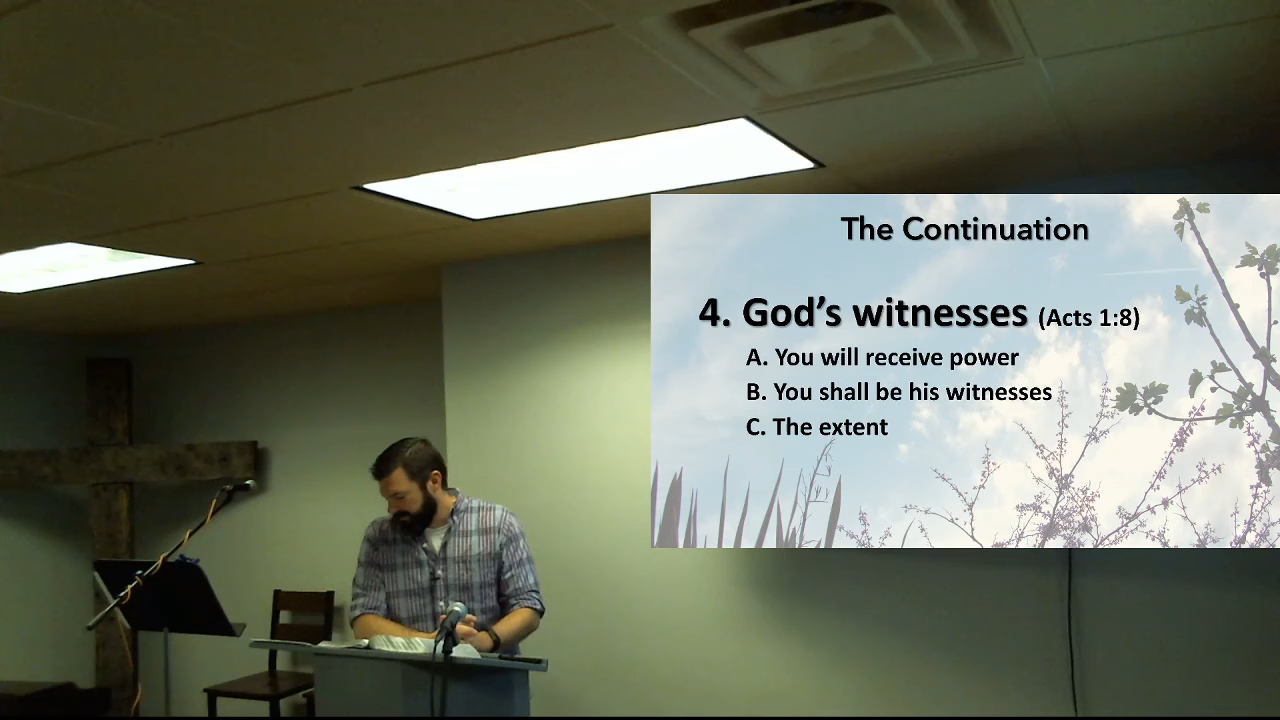 The Continuation
4. God's witnesses (Acts 1:8)
A. You will receive power
B. You shall be his witnesses
C. The extent